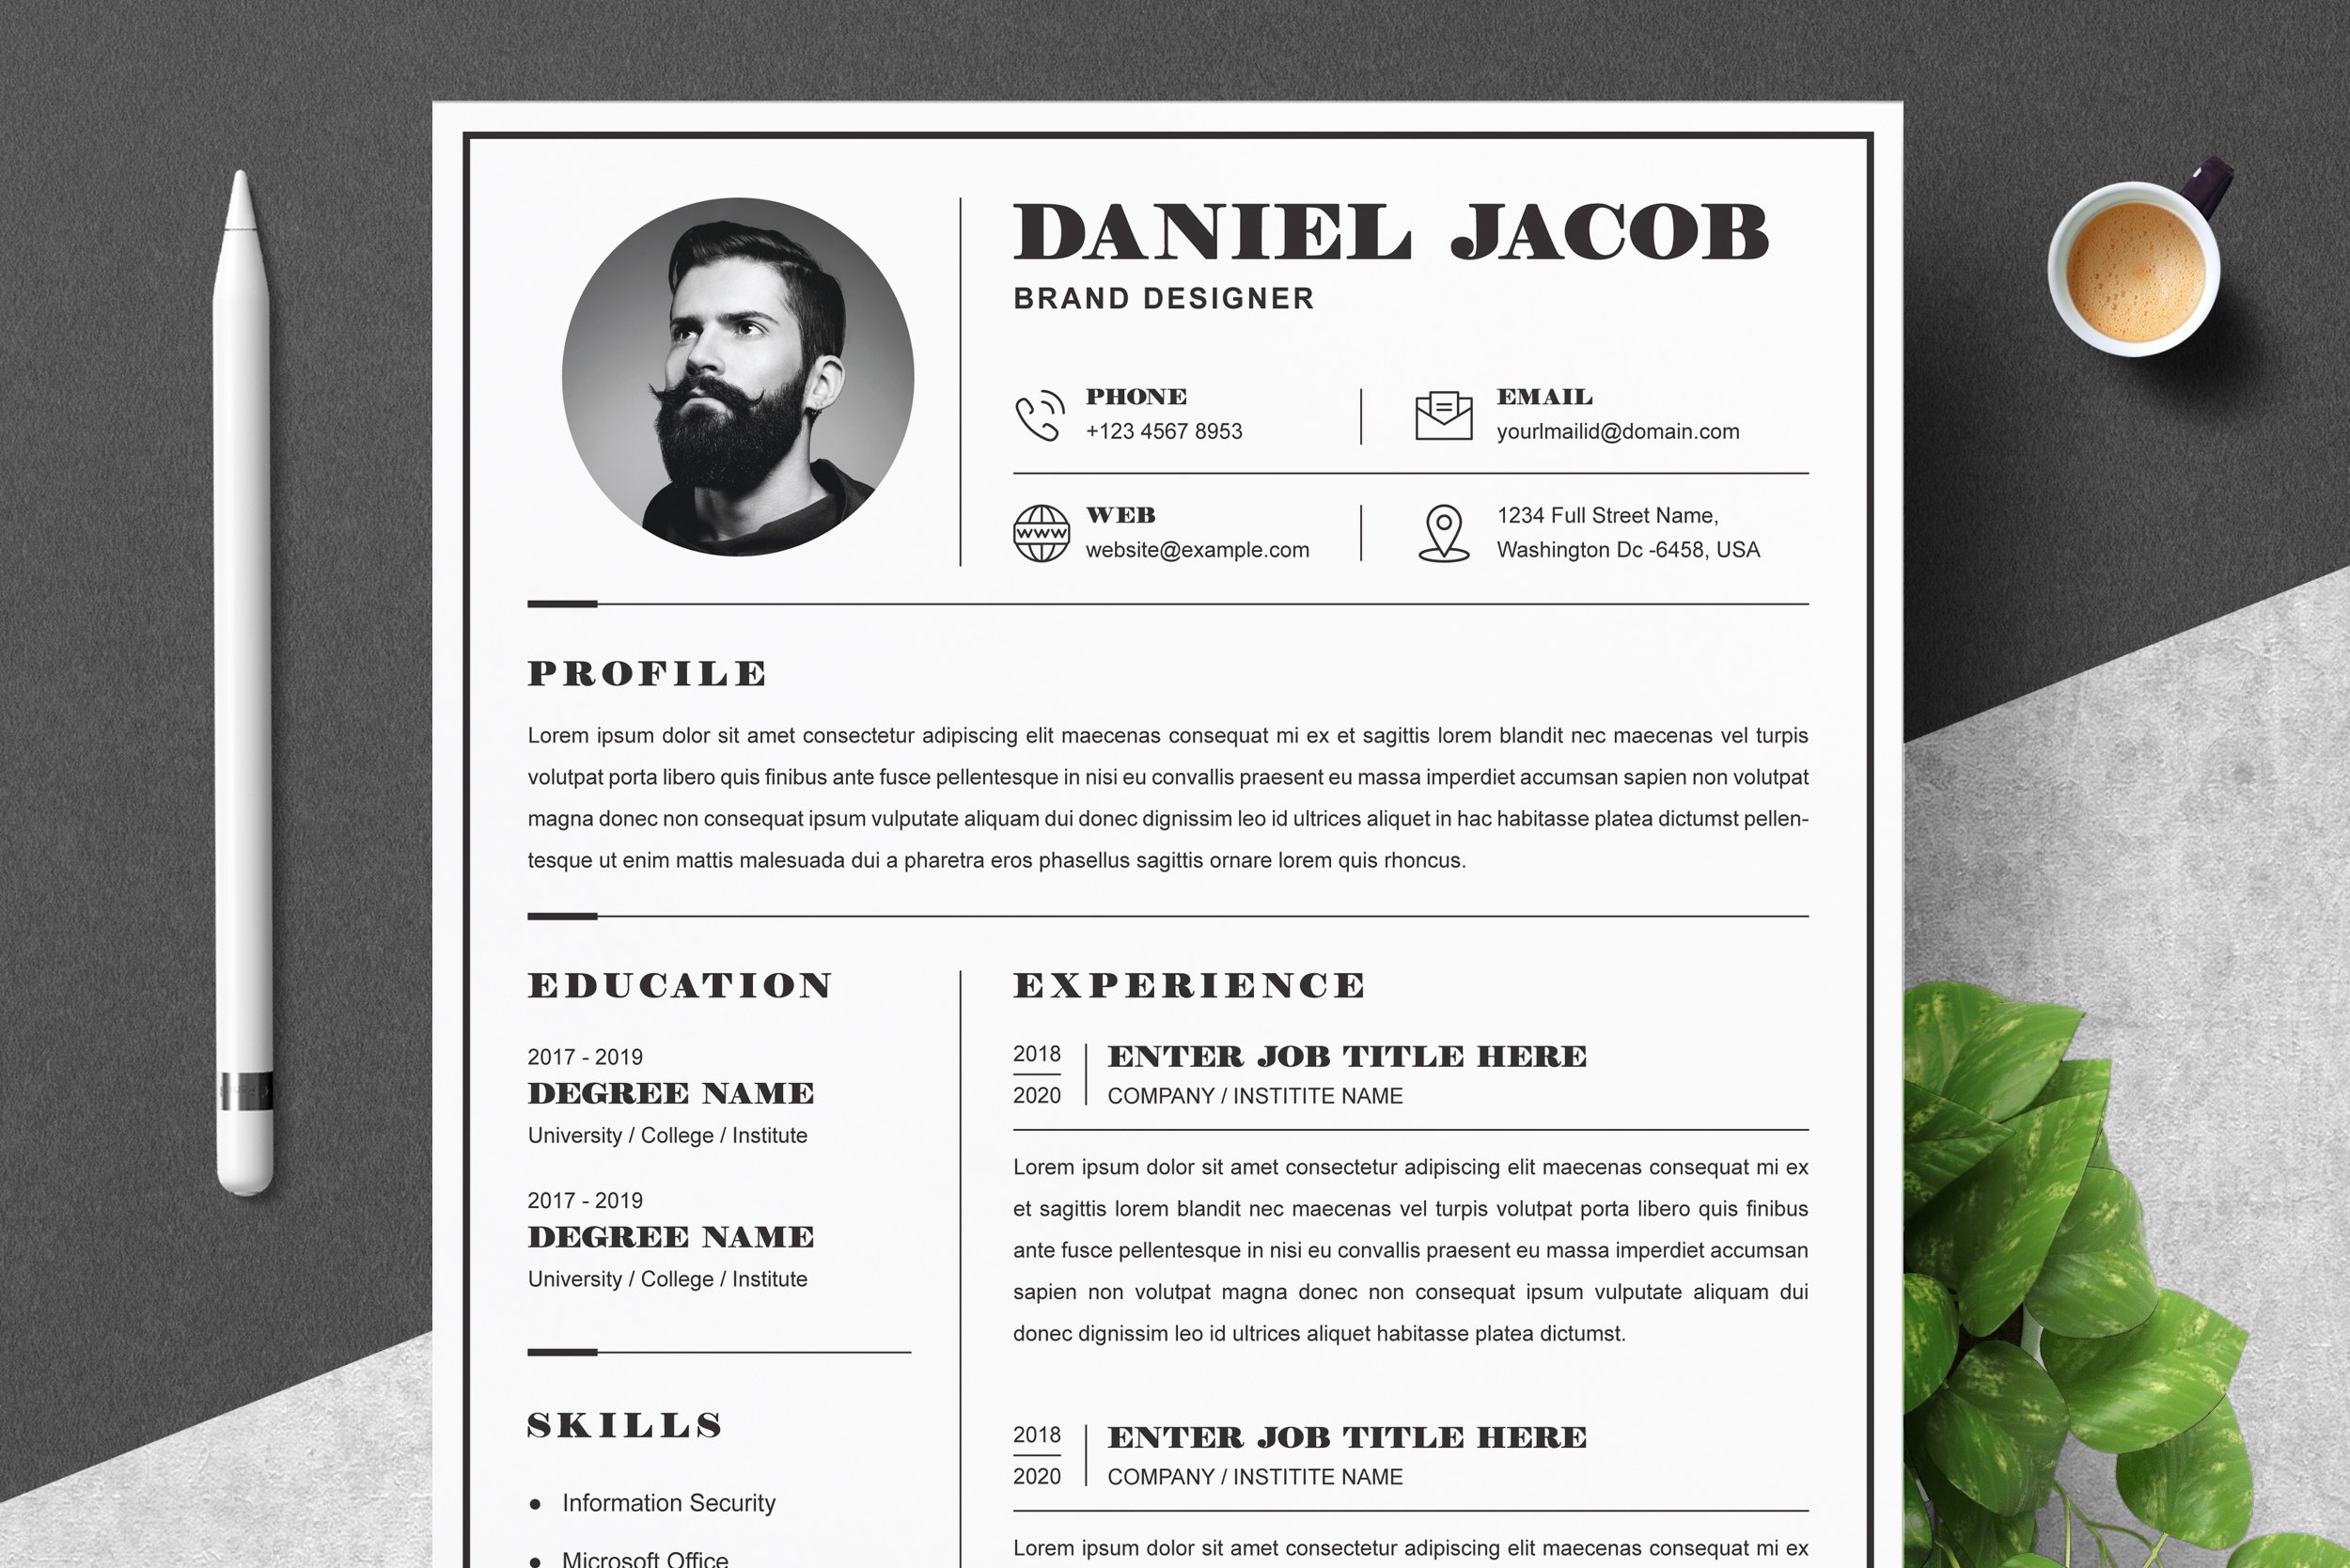 DANIEL JACOB
BRAND DESIGNER
PHONE
+123 4567 8953
EMAIL
yourlmailid@domain.com
WEB
website@example.com
WWW
1234 Full Street Name,
Washington Dc -6458, USA
PROFILE
Lorem ipsum dolor sit amet consectetur adipiscing elit maecenas consequat mi ex et sagittis lorem blandit nec maecenas vel turpis
volutpat porta libero quis finibus ante fusce pellentesque in nisi eu convallis praesent eu massa imperdiet accumsan sapien non volutpat
magna donec non consequat ipsum vulputate aliquam dui donec dignissim leo id ultrices aliquet in hac habitasse platea dictumst pellen-
tesque ut enim mattis malesuada dui a pharetra eros phasellus sagittis ornare lorem quis rhoncus.
EDUCATION
2017 - 2019
DEGREE NAME
University / College / Institute
2017 - 2019
DEGREE NAME
University / College / Institute
SKILLS
• Information Security
• Microsoft Office
EXPERIENCE
2018
2020
ENTER JOB TITLE HERE
COMPANY / INSTITITE NAME
Lorem ipsum dolor sit amet consectetur adipiscing elit maecenas consequat mi ex
et sagittis lorem blandit nec maecenas vel turpis volutpat porta libero quis finibus
ante fusce pellentesque in nisi eu convallis praesent eu massa imperdiet accumsan
sapien non volutpat magna donec non consequat ipsum vulputate aliquam dui
donec dignissim leo id ultrices aliquet habitasse platea dictumst.
2018
2020
ENTER JOB TITLE HERE
COMPANY / INSTITITE NAME
Lorem ipsum dolor sit amet consectetur adipiscing elit maecenas consequat mi ex